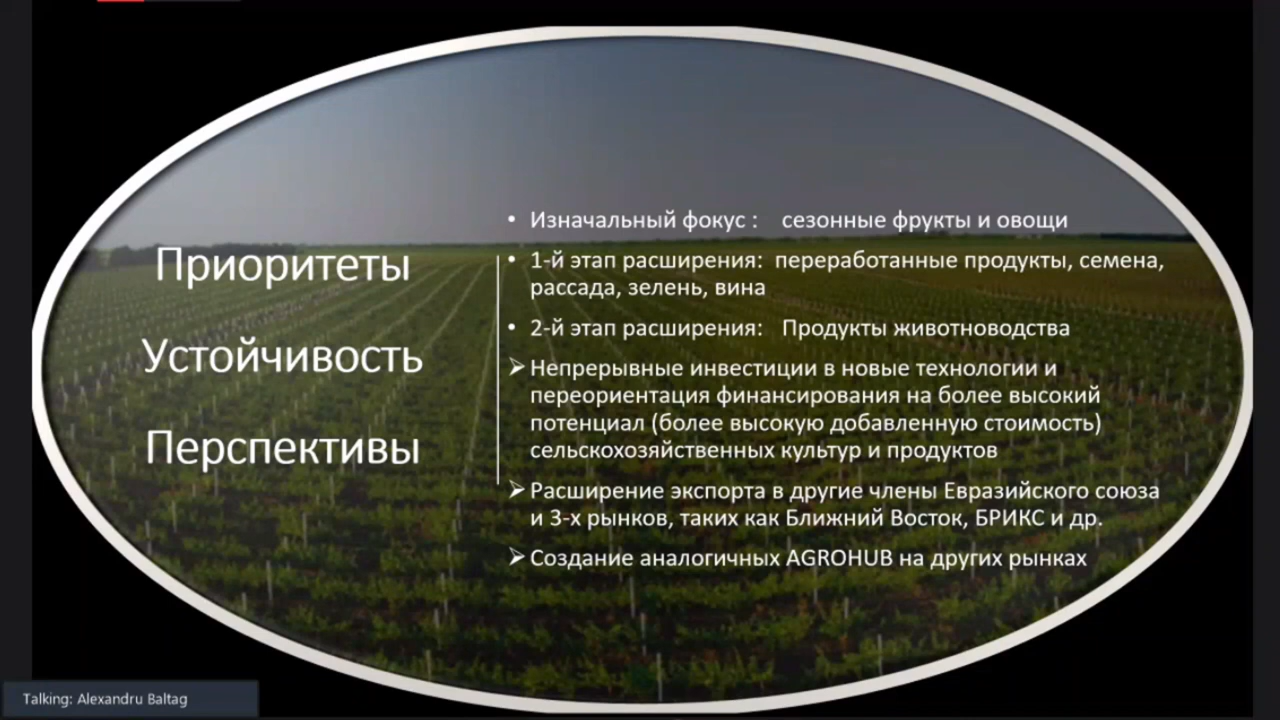 Приоритеты
Устойчивость
Перспективы
• Изначальный фокус : сезонные фрукты и овощи
• 1-й этап расширения: переработанные продукты, семена,
рассада, зелень, вина
• 2-й этап расширения: Продукты животноводства
➢ Непрерывные инвестиции в новые технологии и
переориентация финансирования на более высокий
потенциал (более высокую добавленную стоимость)
сельскохозяйственных культур и продуктов
➢ Расширение экспорта в другие члены Евразийского союза
и 3-х рынков, таких как Ближний Восток, БРИКС и др.
➢ Создание аналогичных AGROHUB на других рынках
Talking: Alexandru Baltag